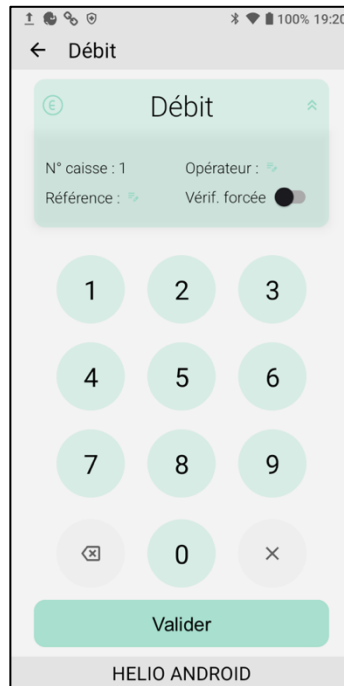 100% 19:20
Débit
Débit
N° caisse : 1 Opérateur :
Référence : Vérif. forcée
1 2 3
4 5 6
7 8 9
0
Valider
HELIO ANDROID